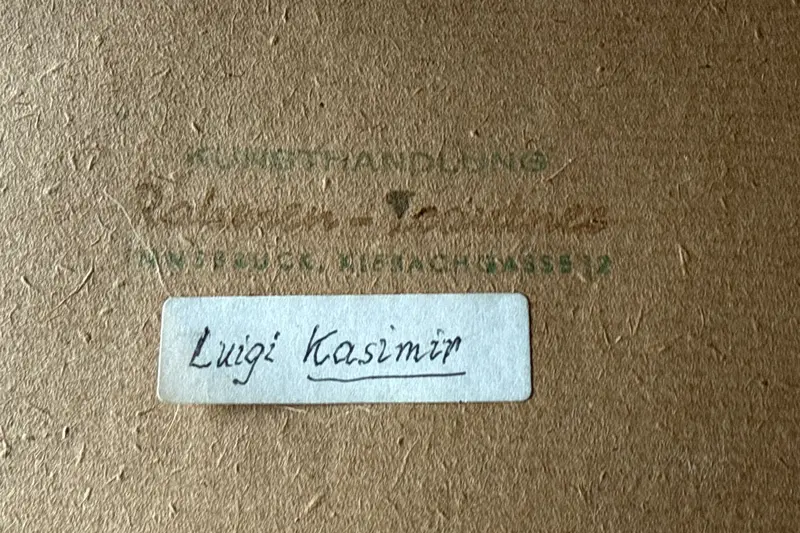 KUNSTHANDLUNG
INNSBRUCK, KIEBACHGASSE 12
Luigi Kasimir